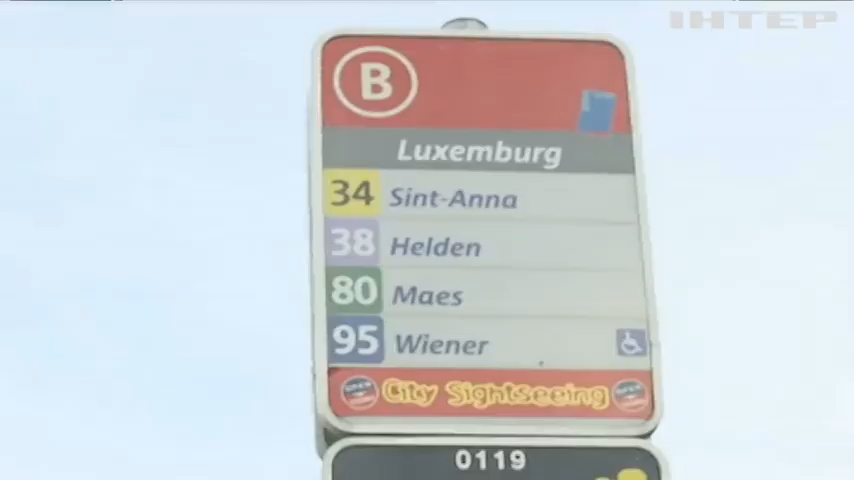 ІНТЕР
B
Luxemburg
34 Sint-Anna
38 Helden
80 Maes
95 Wiener
City Sightseeing
0119